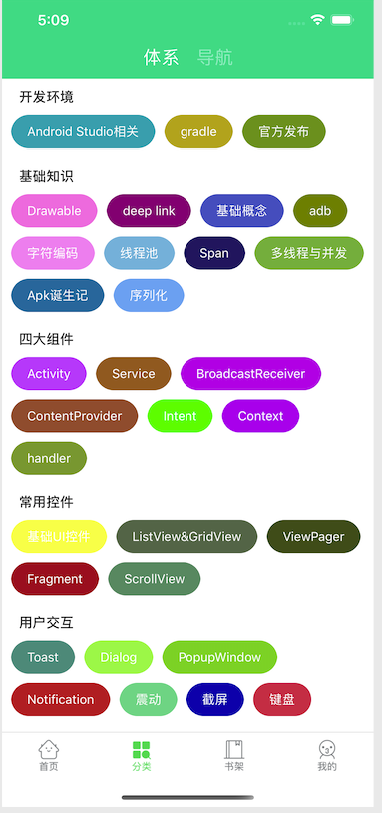 5:09
体系 导航
开发环境
Android Studio相关 gradle 官方发布
基础知识
Drawable deep link 基础概念 adb
字符编码 线程池 Span 多线程与并发
Apk诞生记 序列化
四大组件
Activity Service BroadcastReceiver
ContentProvider Intent Context
handler
常用控件
基础UI控件 ListView&GridView ViewPager
Fragment ScrollView
用户交互
Toast Dialog PopupWindow
Notification 震动 截屏 键盘
首页 分类 书架 我的